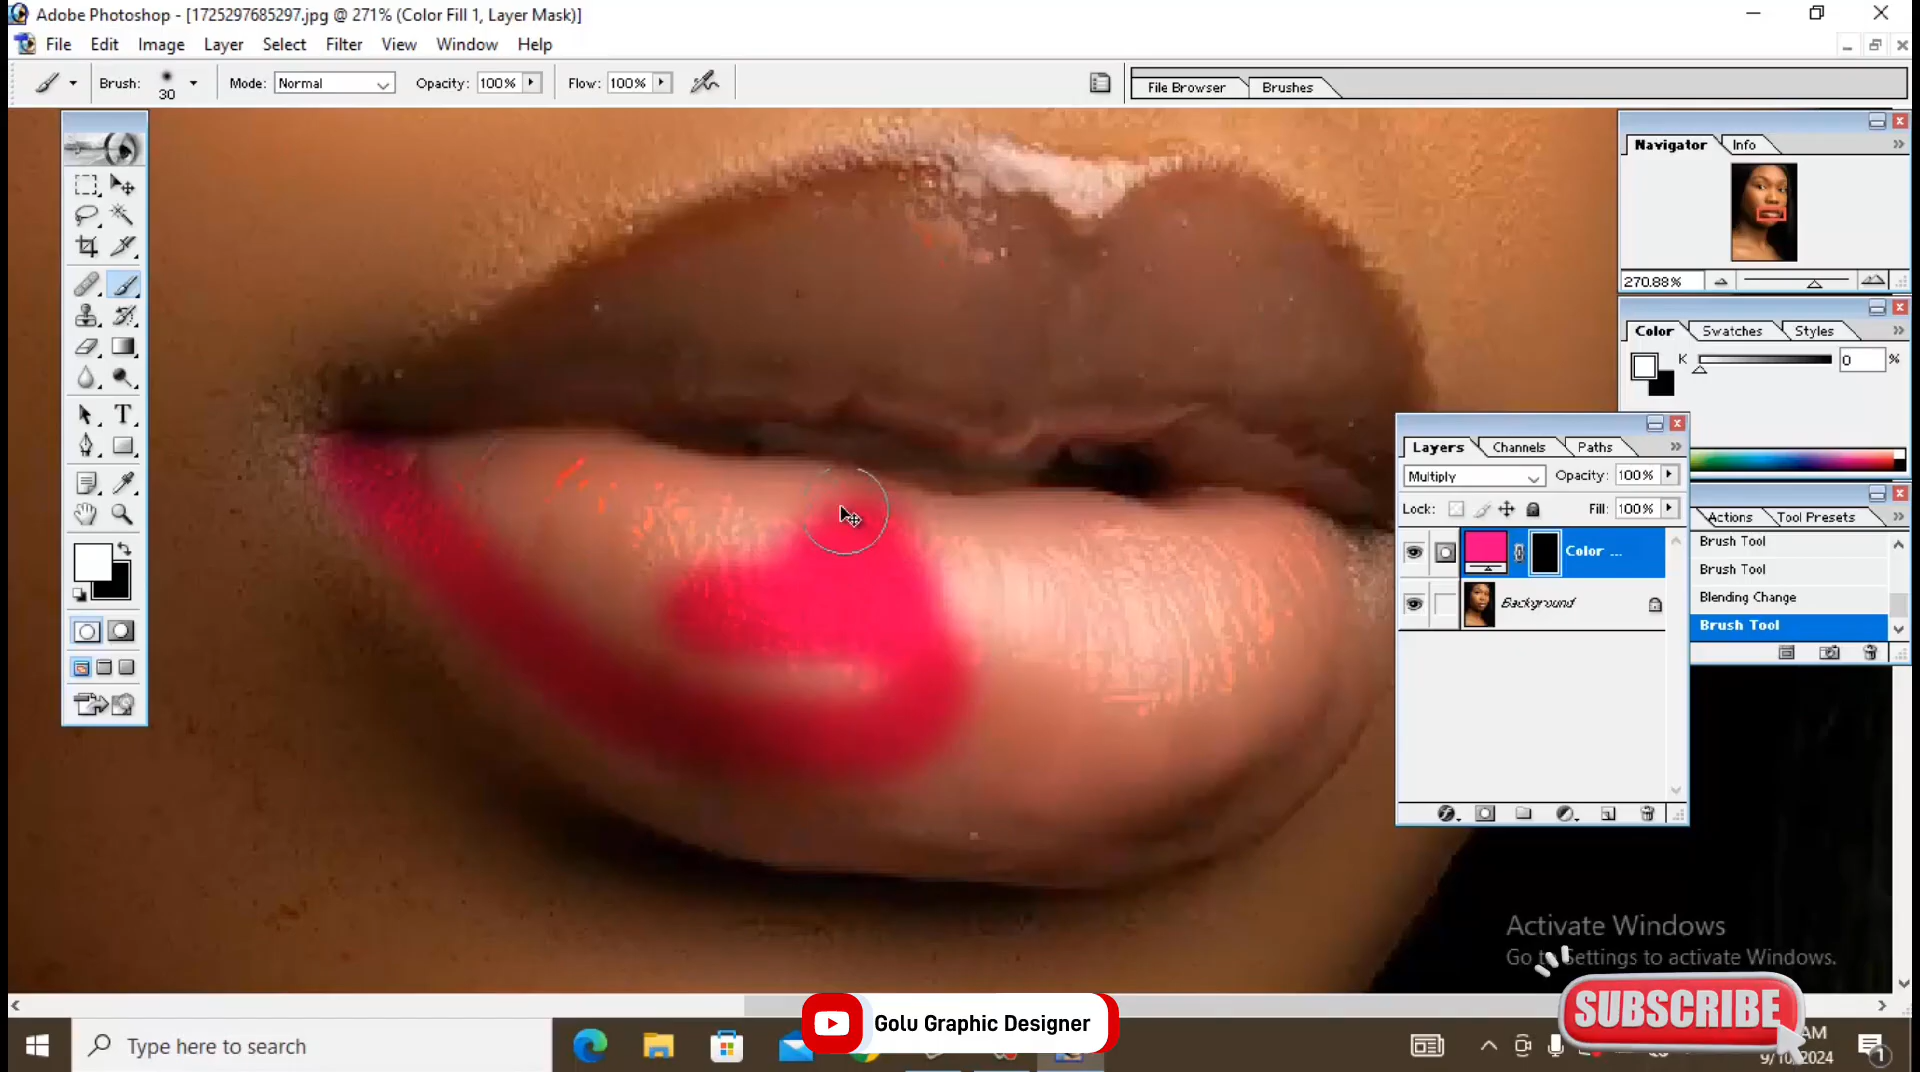 Adobe Photoshop - [1725297685297.jpg @ 271% (Color Fill 1, Layer Mask)]
File Edit Image Layer Select Filter View Window Help
Brush: 30 Mode: Normal Opacity: 100% Flow: 100% File Browser Brushes
Navigator Info
270.88%
Color Swatches Styles
K 0 %
Layers Channels Paths
Multiply Opacity: 100%
Lock: Fill: 100%
Color ...
Background
Actions Tool Presets
Brush Tool
Brush Tool
Blending Change
Brush Tool
Activate Windows
Go to Settings to activate Windows.
SUBSCRIBE
Golu Graphic Designer
Type here to search
AM
9/10/2024
1